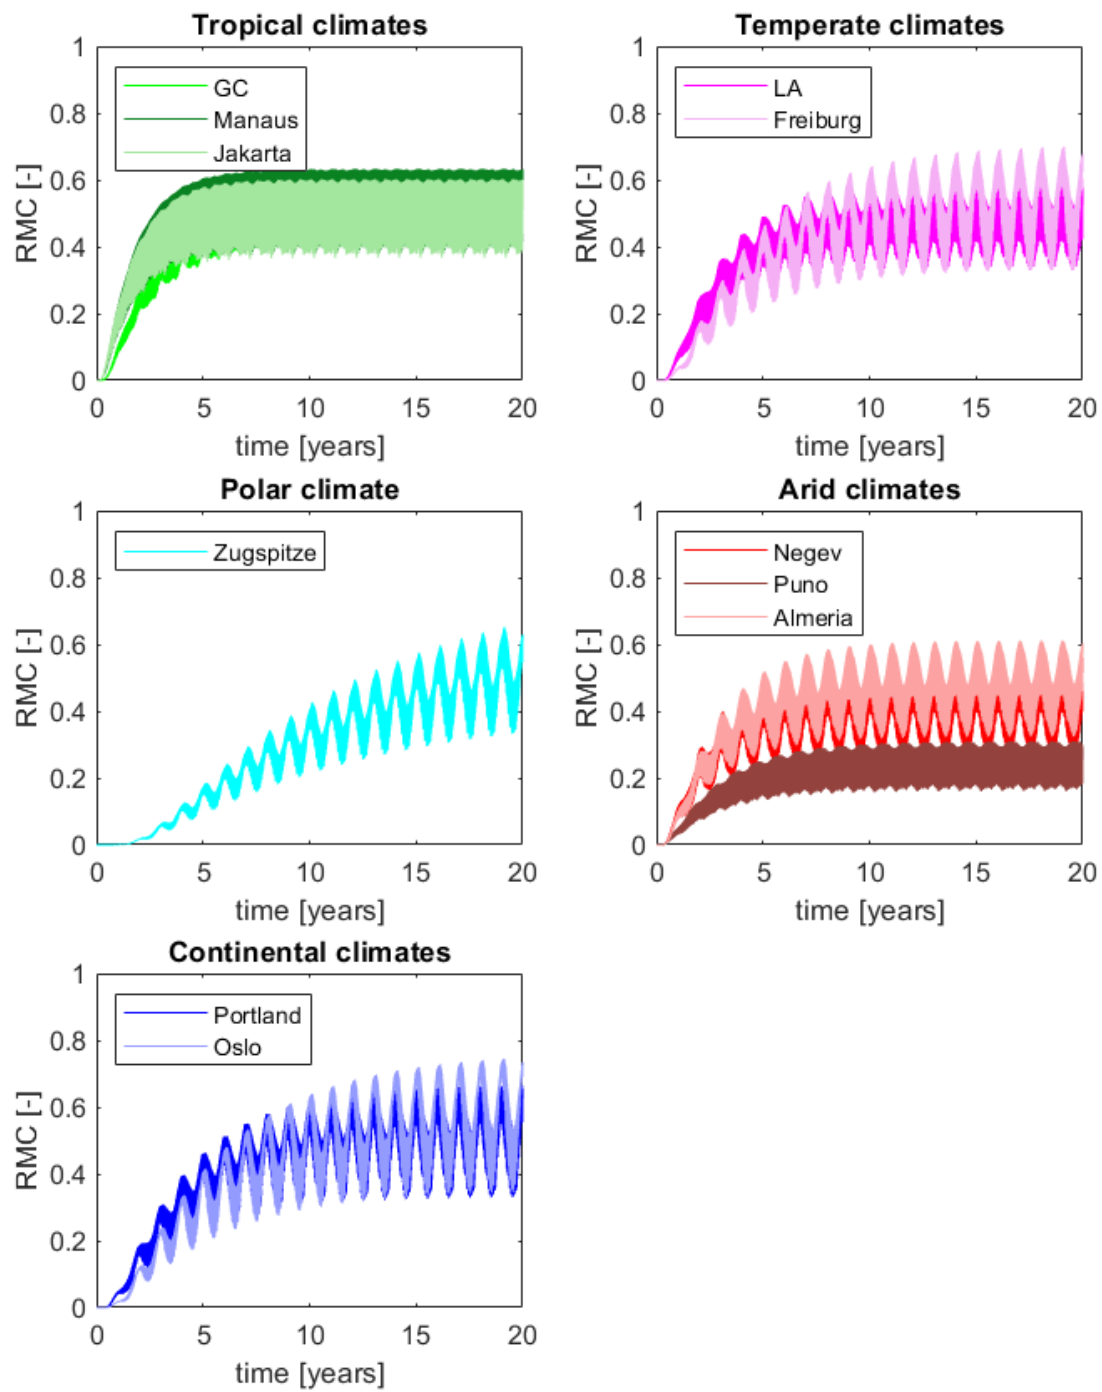 Tropical climates
1
0.8
0.6
0.4
0.2
0
RMC [-]
GC
Manaus
Jakarta
0 5 10 15 20
time [years]
Temperate climates
1
0.8
0.6
0.4
0.2
0
RMC [-]
LA
Freiburg
0 5 10 15 20
time [years]
Polar climate
1
0.8
0.6
0.4
0.2
0
RMC [-]
Zugspitze
0 5 10 15 20
time [years]
Arid climates
1
0.8
0.6
0.4
0.2
0
RMC [-]
Negev
Puno
Almeria
0 5 10 15 20
time [years]
Continental climates
1
0.8
0.6
0.4
0.2
0
RMC [-]
Portland
Oslo
0 5 10 15 20
time [years]